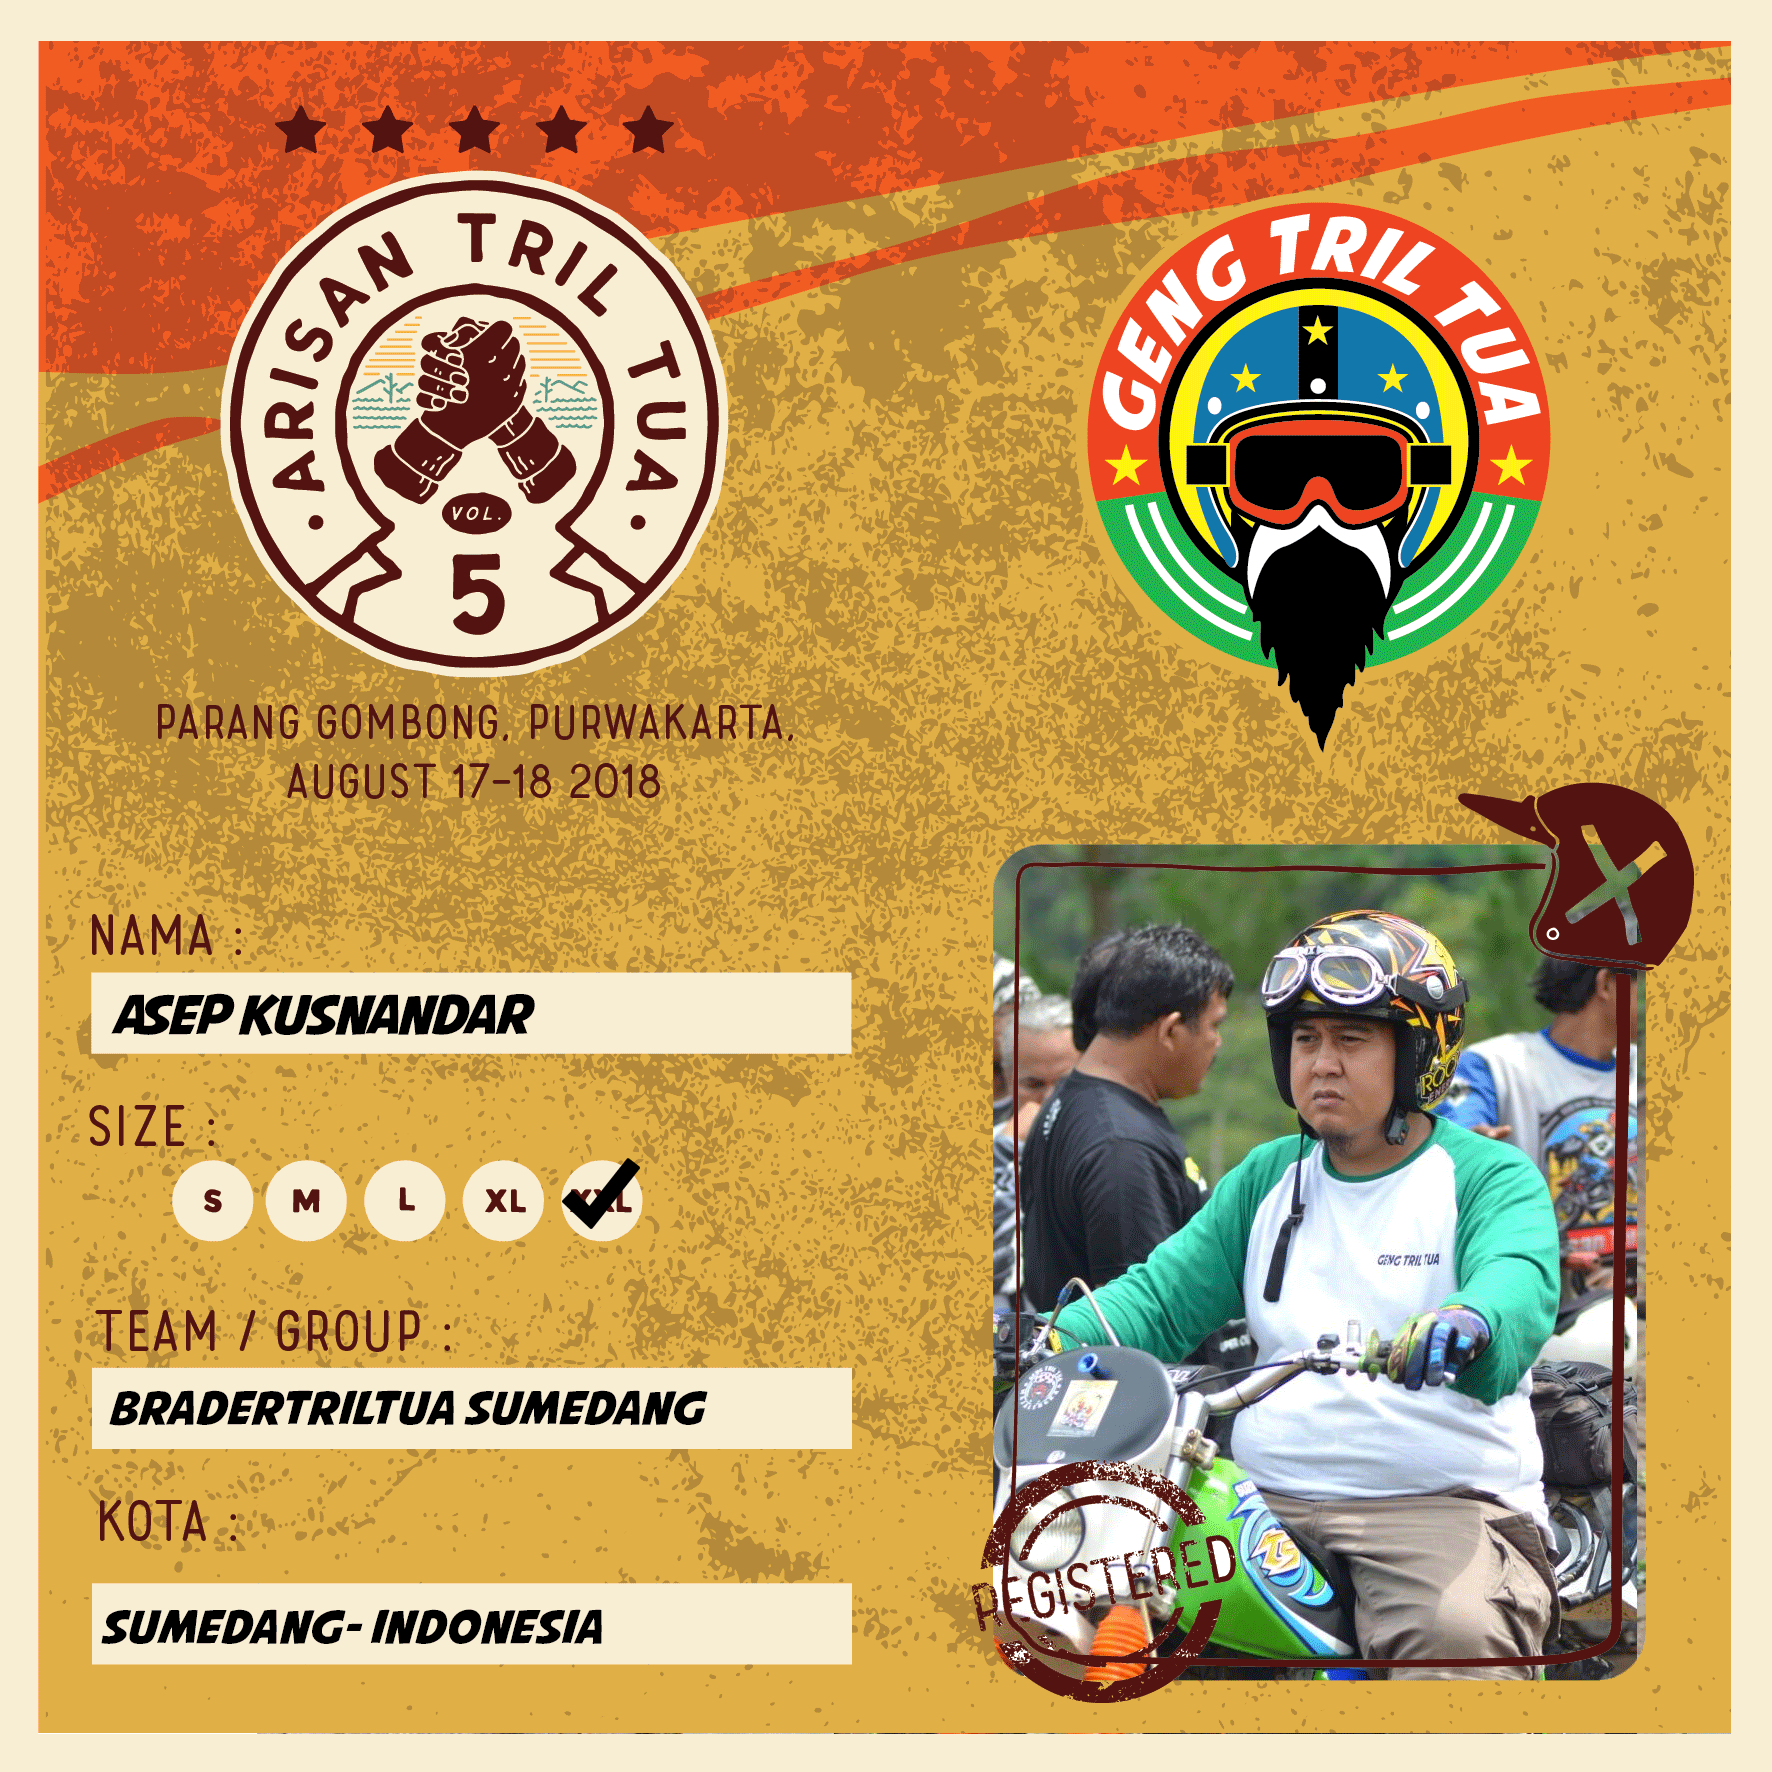 ARISAN TRIL TUA
VOL.
5
GENG TRIL TUA
PARANG GOMBONG, PURWAKARTA,
AUGUST 17-18 2018
NAMA :
ASEP KUSNANDAR
SIZE :
S M L XL XXL
TEAM / GROUP :
BRADERTRILTUA SUMEDANG
KOTA :
SUMEDANG- INDONESIA
GENG TRIL TUA
REGISTERED